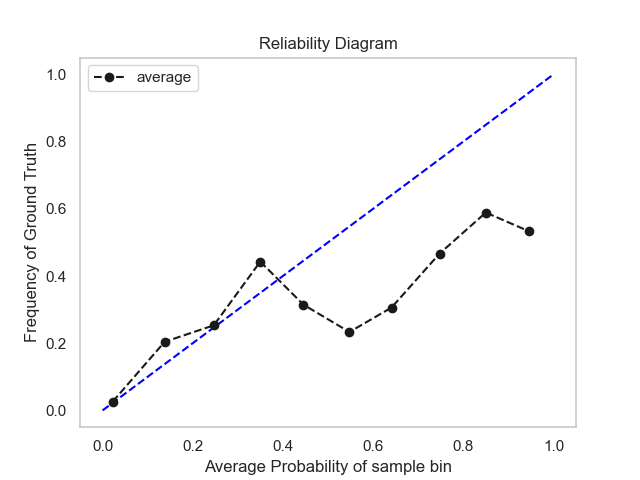 Reliability Diagram
average
Frequency of Ground Truth
1.0
0.8
0.6
0.4
0.2
0.0
0.0 0.2 0.4 0.6 0.8 1.0
Average Probability of sample bin